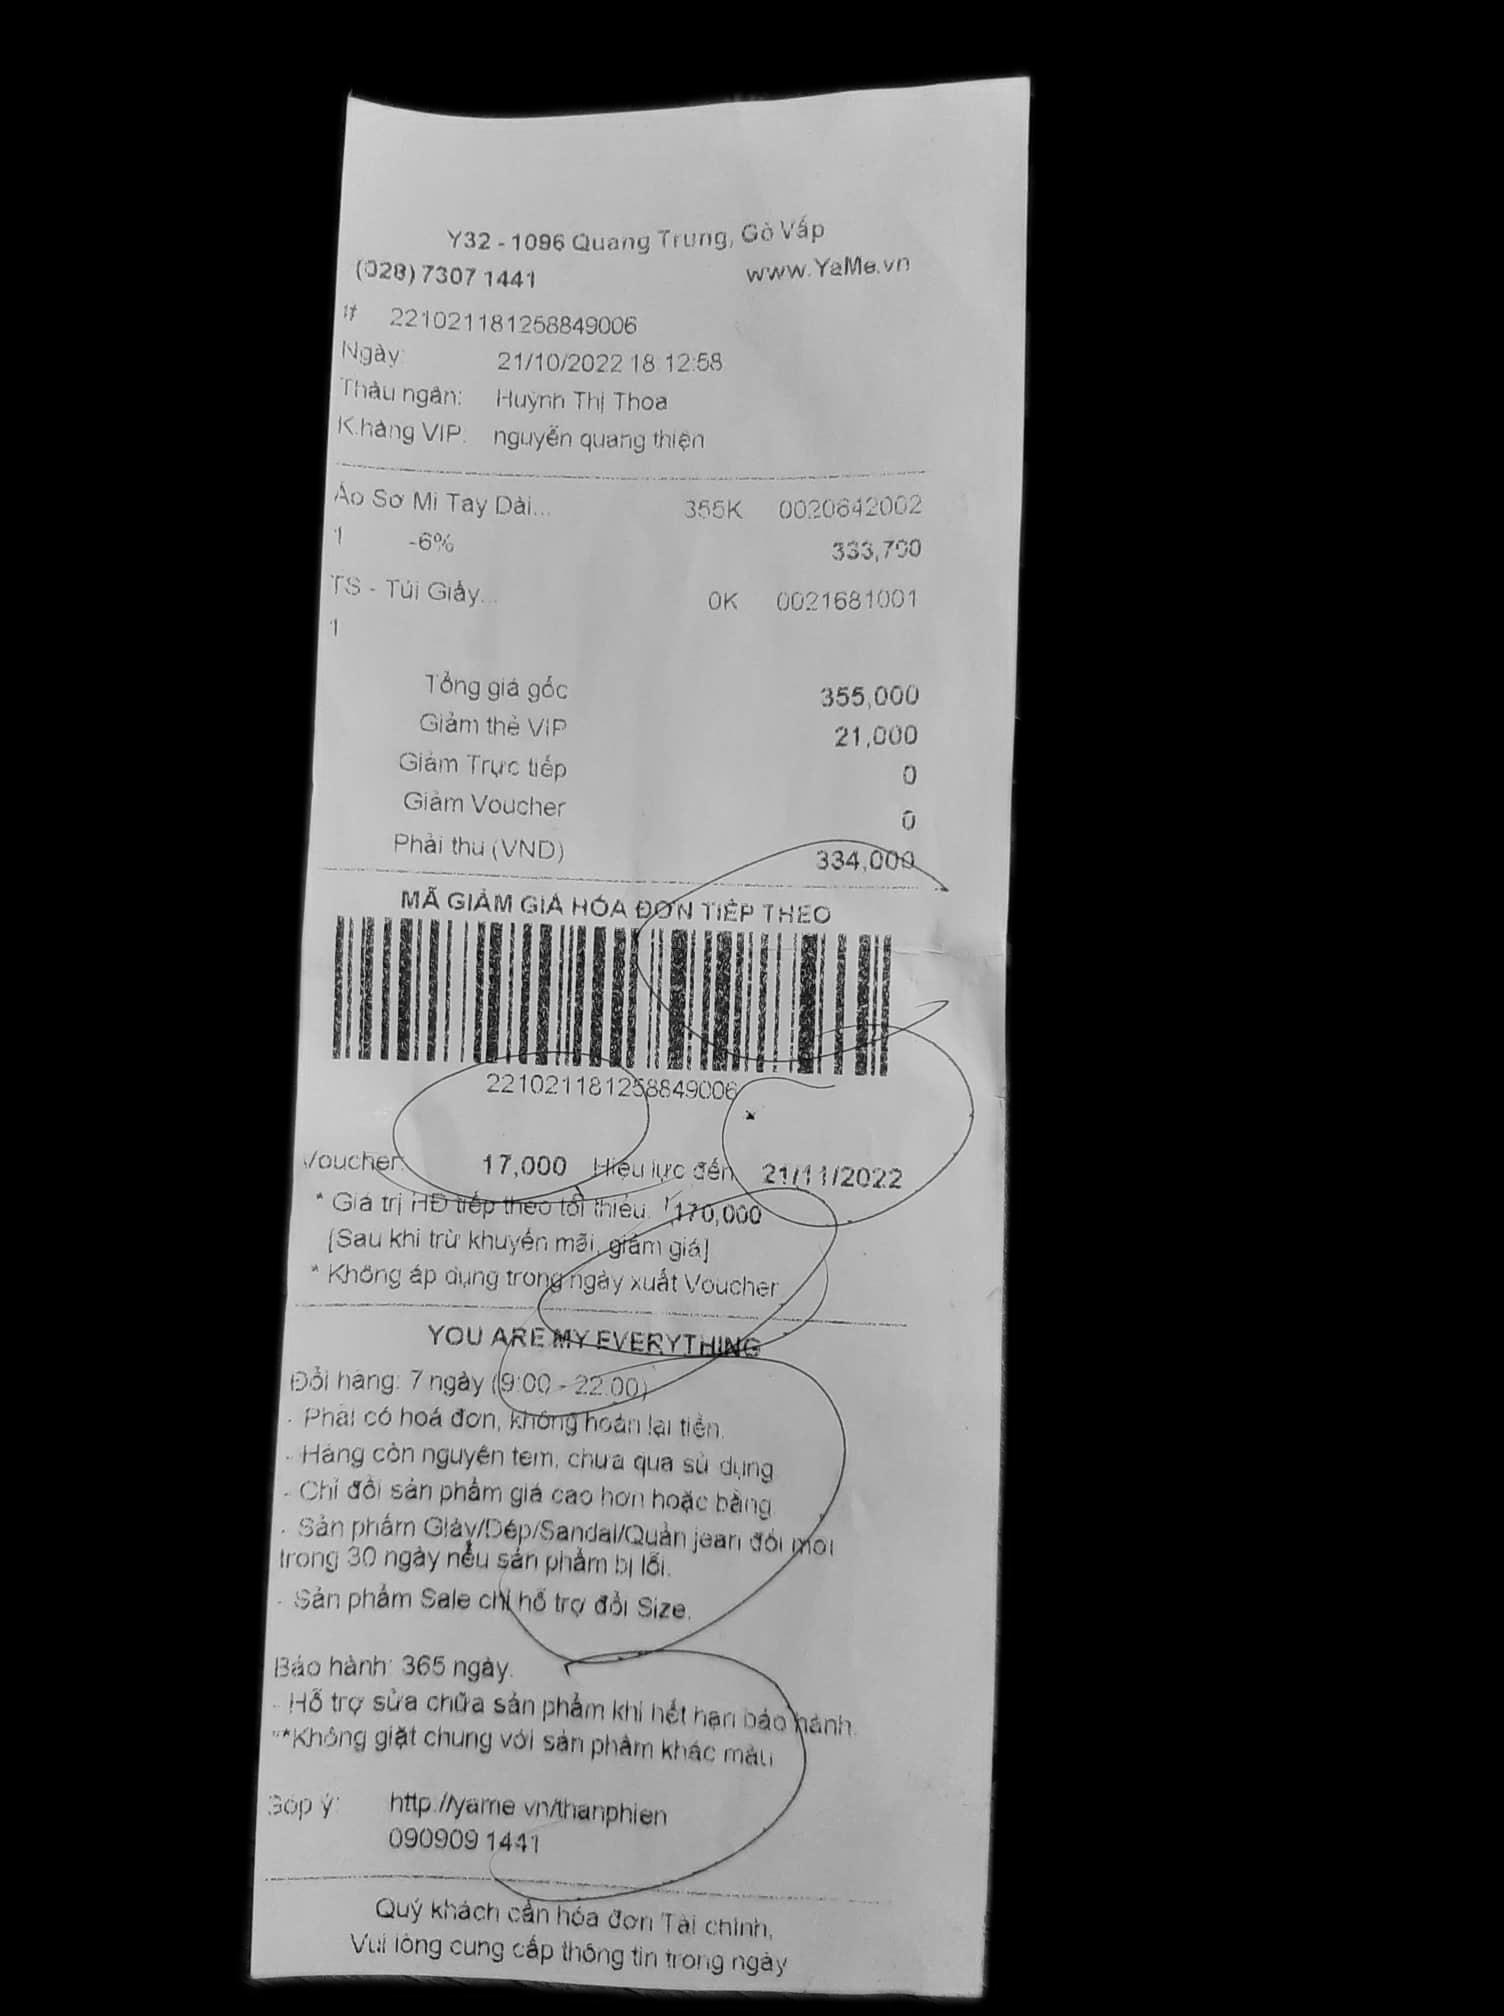 Y32 - 1096 Quang Trung, Gò Vấp
(028) 7307 1441 www.YaMe.vn
# 221021181258849006
Ngày: 21/10/2022 18:12:58
Thâu ngân: Huỳnh Thị Thoa
K.hàng VIP: nguyễn quang thiện
Áo Sơ Mi Tay Dài... 355K 0020642002
1 -6% 333,700
TS - Túi Giấy... 0K 0021681001
1
Tổng giá gốc 355,000
Giảm thẻ VIP 21,000
Giảm Trực tiếp 0
Giảm Voucher 0
Phải thu (VND) 334,000
MÃ GIẢM GIÁ HÓA ĐƠN TIẾP THEO
221021181258849006
Voucher: 17,000 Hiệu lực đến 21/11/2022
* Giá trị HĐ tiếp theo tối thiểu: 170,000
[Sau khi trừ khuyến mãi, giảm giá]
* Không áp dụng trong ngày xuất Voucher
YOU ARE MY EVERYTHING
Đổi hàng: 7 ngày (9:00 - 22:00)
- Phải có hoá đơn, không hoàn lại tiền.
- Hàng còn nguyên tem, chưa qua sử dụng
- Chỉ đổi sản phẩm giá cao hơn hoặc bằng
- Sản phẩm Giày/Dép/Sandal/Quần jean đổi mới
trong 30 ngày nếu sản phẩm bị lỗi.
- Sản phẩm Sale chỉ hỗ trợ đổi Size.
Bảo hành: 365 ngày.
- Hỗ trợ sửa chữa sản phẩm khi hết hạn bảo hành.
**Không giặt chung với sản phẩm khác màu
Góp ý: http://yame.vn/thanphien
090909 1441
Quý khách cần hóa đơn Tài chính,
Vui lòng cung cấp thông tin trong ngày